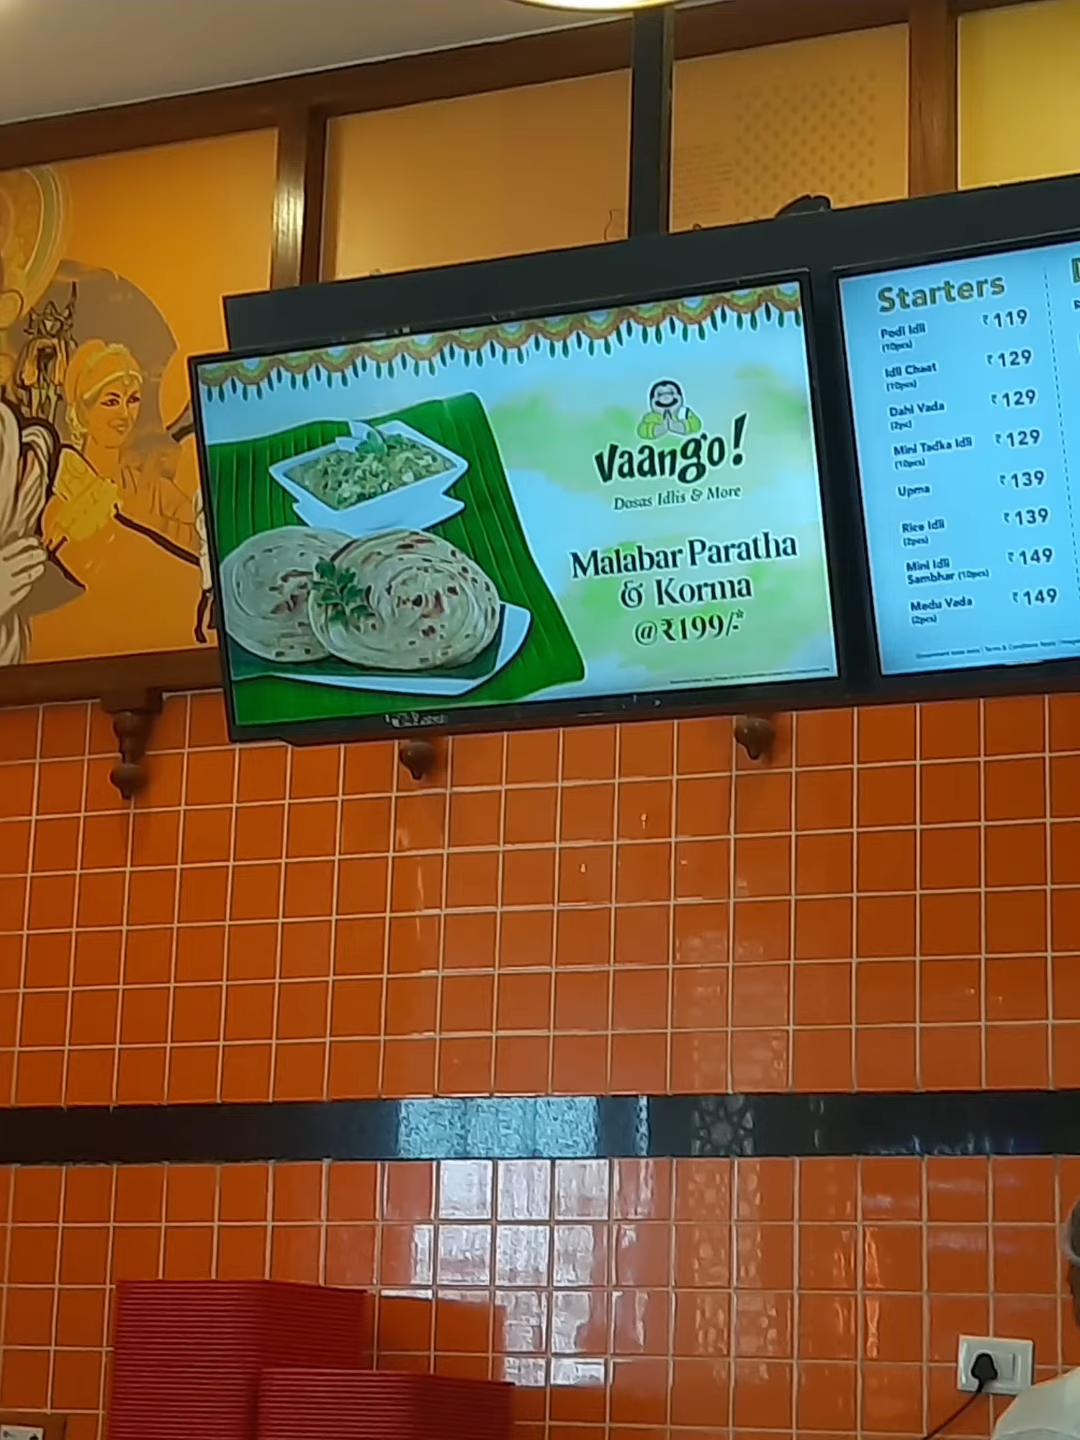 vaango!
Dosas Idlis & More
Malabar Paratha
& Korma
@ ₹199/-*
Starters
Podi Idli ₹119
(10pcs)
Idli Chaat ₹129
(10pcs)
Dahi Vada ₹129
(2pc)
Mini Tadka Idli ₹129
(10pcs)
Upma ₹139
Rice Idli ₹139
(2pcs)
Mini Idli ₹149
Sambhar (10pcs)
Medu Vada ₹149
(2pcs)